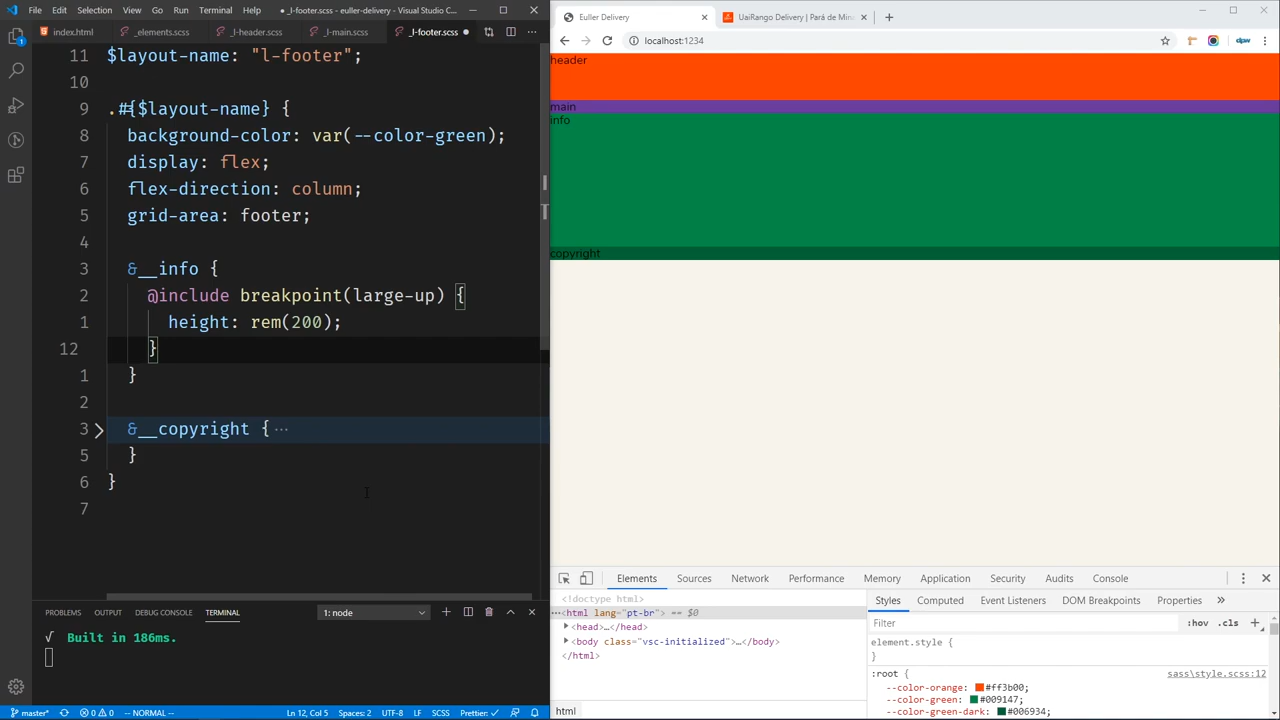 File Edit Selection View Go Run Terminal Help ● _l-footer.scss - euller-delivery - Visual Studio C...
index.html _elements.scss _l-header.scss _l-main.scss _l-footer.scss ●
11 $layout-name: "l-footer";
10
9 .#{$layout-name} {
8 background-color: var(--color-green);
7 display: flex;
6 flex-direction: column;
5 grid-area: footer;
4
3 &__info {
2 @include breakpoint(large-up) {
1 height: rem(200);
12 }
1 }
2
3 &__copyright { ···
5 }
6 }
7
PROBLEMS OUTPUT DEBUG CONSOLE TERMINAL 1: node
√ Built in 186ms.
master* 0 0 -- NORMAL -- Ln 12, Col 5 Spaces: 2 UTF-8 LF SCSS Prettier: ✓
Euller Delivery UaiRango Delivery | Pará de Min
localhost:1234 dpw
header
main
info
copyright
Elements Sources Network Performance Memory Application Security Audits Console
<!doctype html>
···<html lang="pt-br"> == $0
<head>…</head>
<body class="vsc-initialized">…</body>
</html>
html
Styles Computed Event Listeners DOM Breakpoints Properties »
Filter :hov .cls +
element.style {
}
:root { sass\style.scss:12
--color-orange: #ff3b00;
--color-green: #009147;
--color-green-dark: #006934;